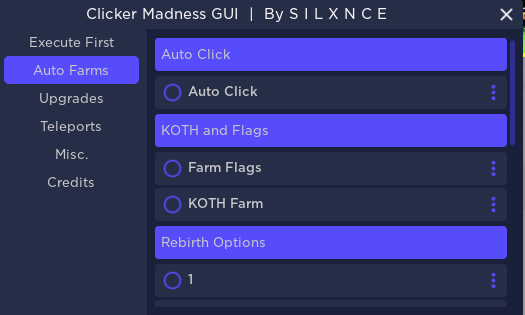 Clicker Madness GUI | By S I L X N C E
Execute First
Auto Farms
Upgrades
Teleports
Misc.
Credits
Auto Click
Auto Click
KOTH and Flags
Farm Flags
KOTH Farm
Rebirth Options
1